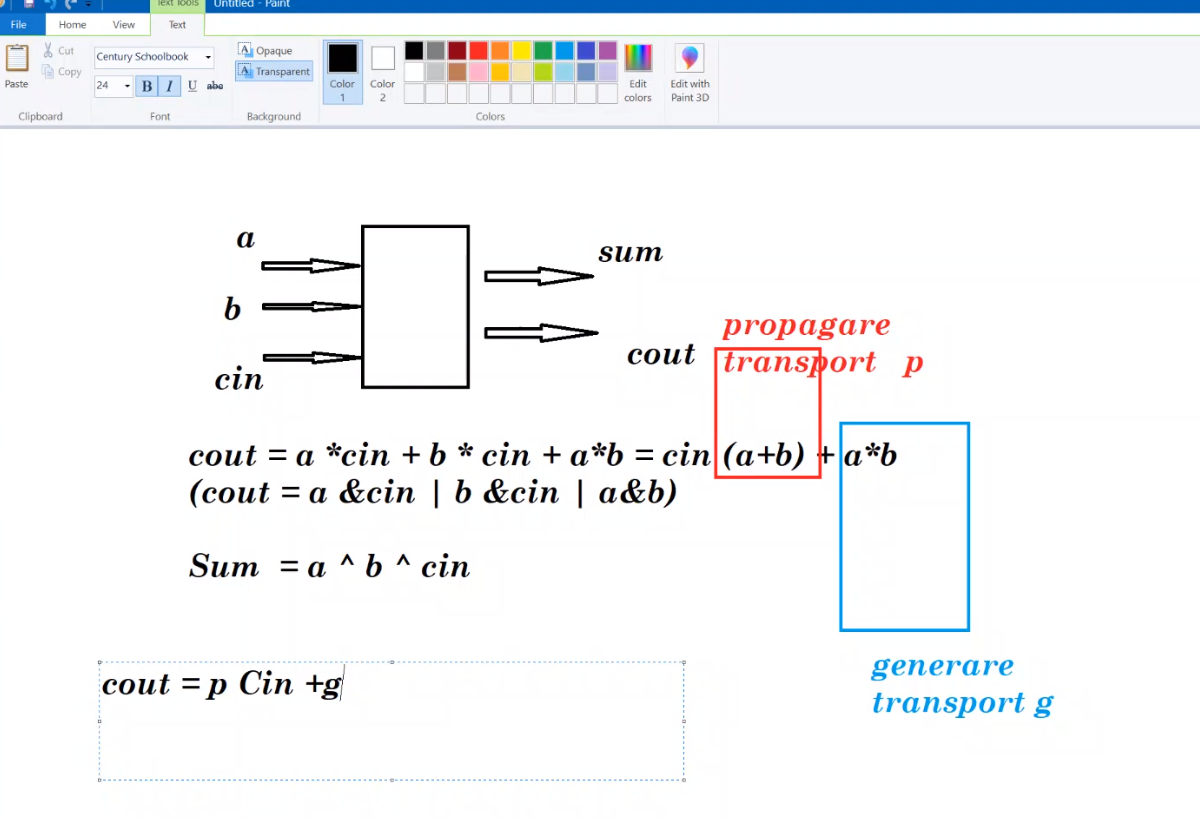 Text Tools
Untitled - Paint
File
Home
View
Text
Paste
Cut
Copy
Clipboard
Century Schoolbook
24
B
I
U
abc
Font
A Opaque
A Transparent
Background
Color
1
Color
2
Colors
Edit
colors
Edit with
Paint 3D
a
b
cin
sum
cout
propagare
transport p
cout = a *cin + b * cin + a*b = cin (a+b) + a*b
(cout = a &cin | b &cin | a&b)
Sum = a ^ b ^ cin
cout = p Cin +g
generare
transport g